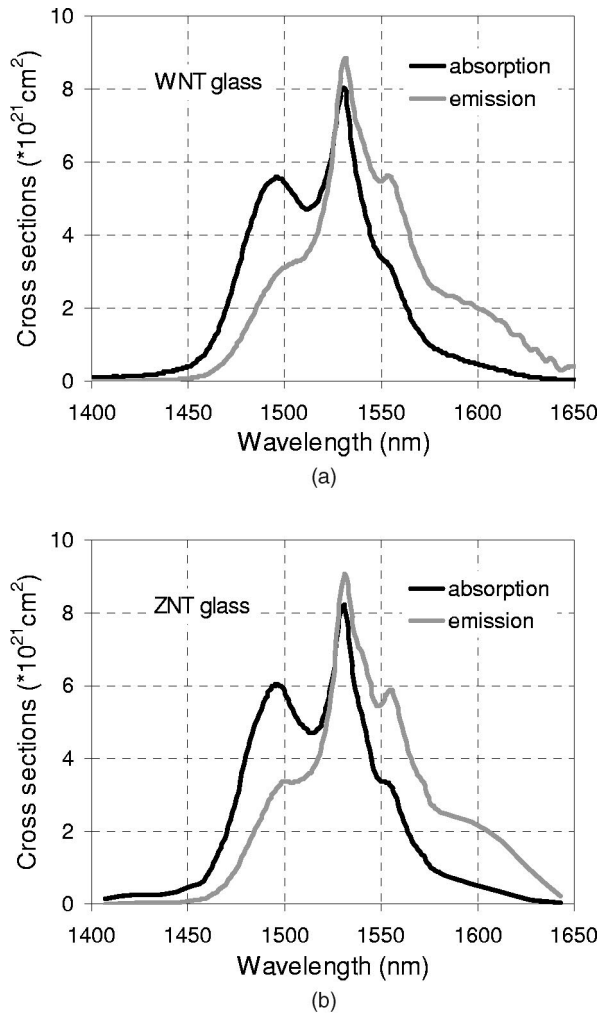 10
8
6
4
2
0
Cross sections (*10²¹cm²)
WNT glass
absorption
emission
1400 1450 1500 1550 1600 1650
Wavelength (nm)
(a)
10
8
6
4
2
0
Cross sections (*10²¹cm²)
ZNT glass
absorption
emission
1400 1450 1500 1550 1600 1650
Wavelength (nm)
(b)